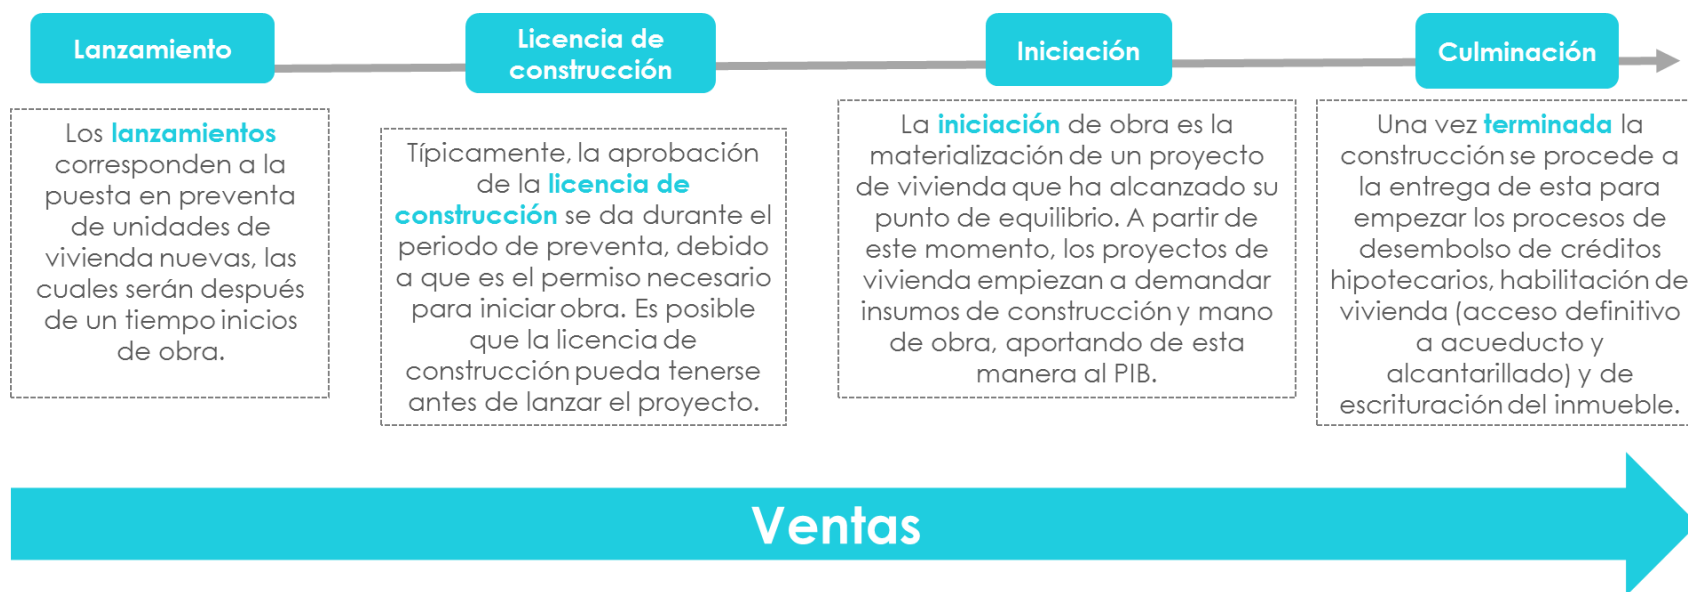 Lanzamiento
Los lanzamientos
corresponden a la
puesta en preventa
de unidades de
vivienda nuevas, las
cuales serán después
de un tiempo inicios
de obra.
Licencia de
construcción
Típicamente, la aprobación
de la licencia de
construcción se da durante el
periodo de preventa, debido
a que es el permiso necesario
para iniciar obra. Es posible
que la licencia de
construcción pueda tenerse
antes de lanzar el proyecto.
Iniciación
La iniciación de obra es la
materialización de un proyecto
de vivienda que ha alcanzado su
punto de equilibrio. A partir de
este momento, los proyectos de
vivienda empiezan a demandar
insumos de construcción y mano
de obra, aportando de esta
manera al PIB.
Culminación
Una vez terminada la
construcción se procede a
la entrega de esta para
empezar los procesos de
desembolso de créditos
hipotecarios, habilitación de
vivienda (acceso definitivo
a acueducto y
alcantarillado) y de
escrituración del inmueble.
Ventas